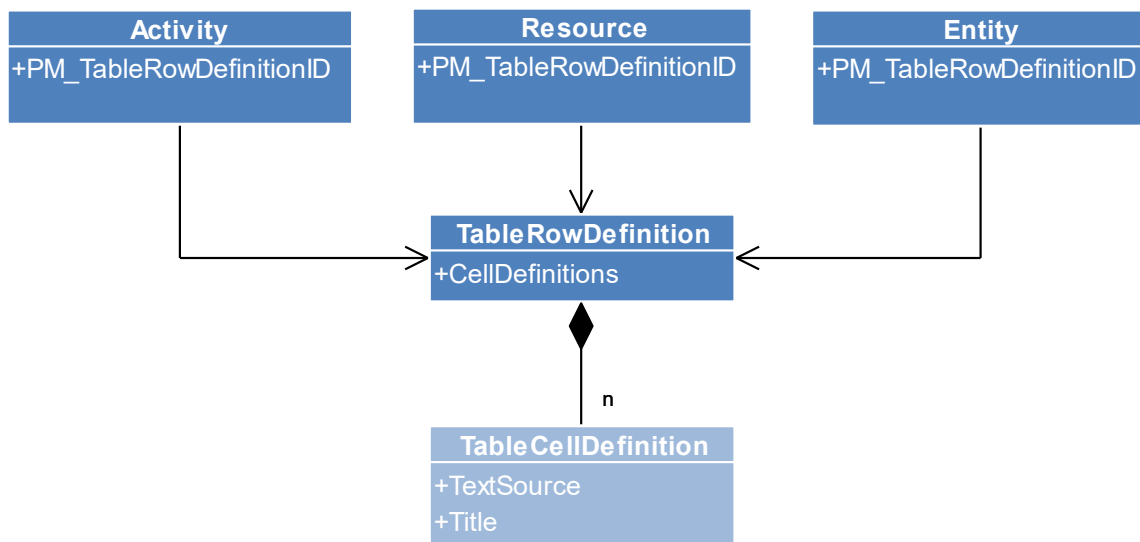 Activity
+PM_TableRowDefinitionID
Resource
+PM_TableRowDefinitionID
Entity
+PM_TableRowDefinitionID
TableRowDefinition
+CellDefinitions
n
TableCellDefinition
+TextSource
+Title